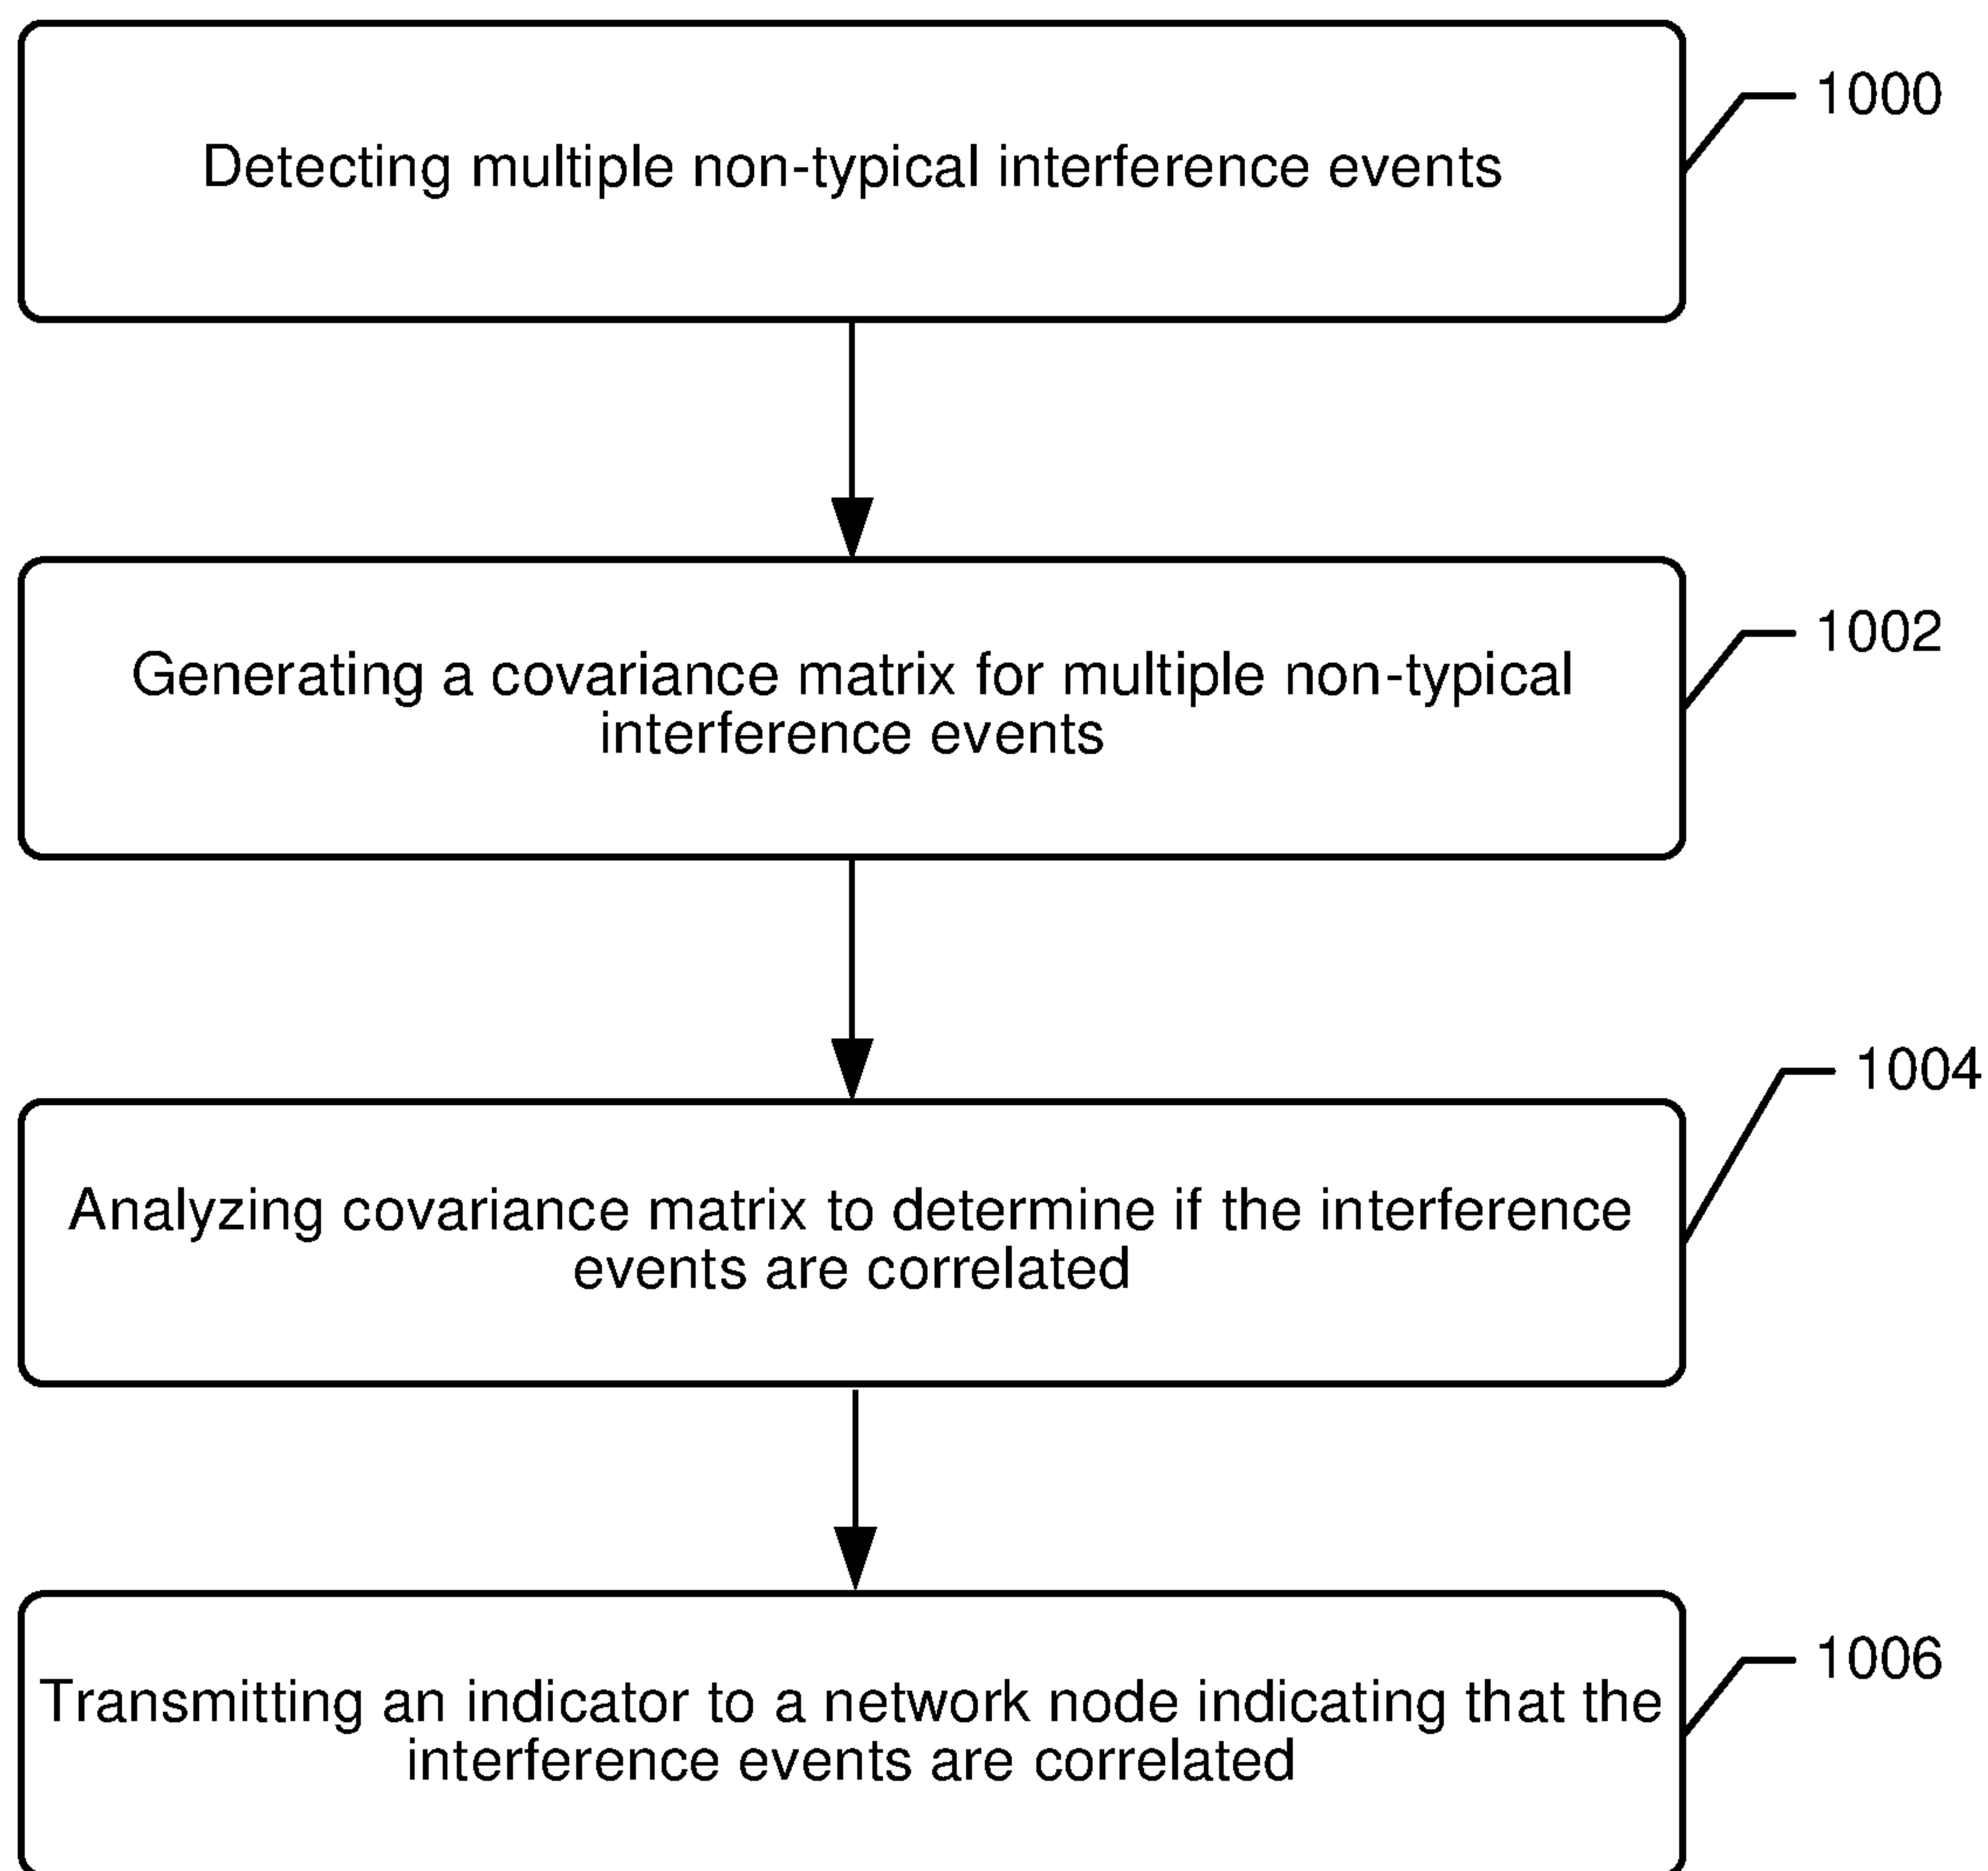 1000
Detecting multiple non-typical interference events
1002
Generating a covariance matrix for multiple non-typical
interference events
1004
Analyzing covariance matrix to determine if the interference
events are correlated
1006
Transmitting an indicator to a network node indicating that the
interference events are correlated